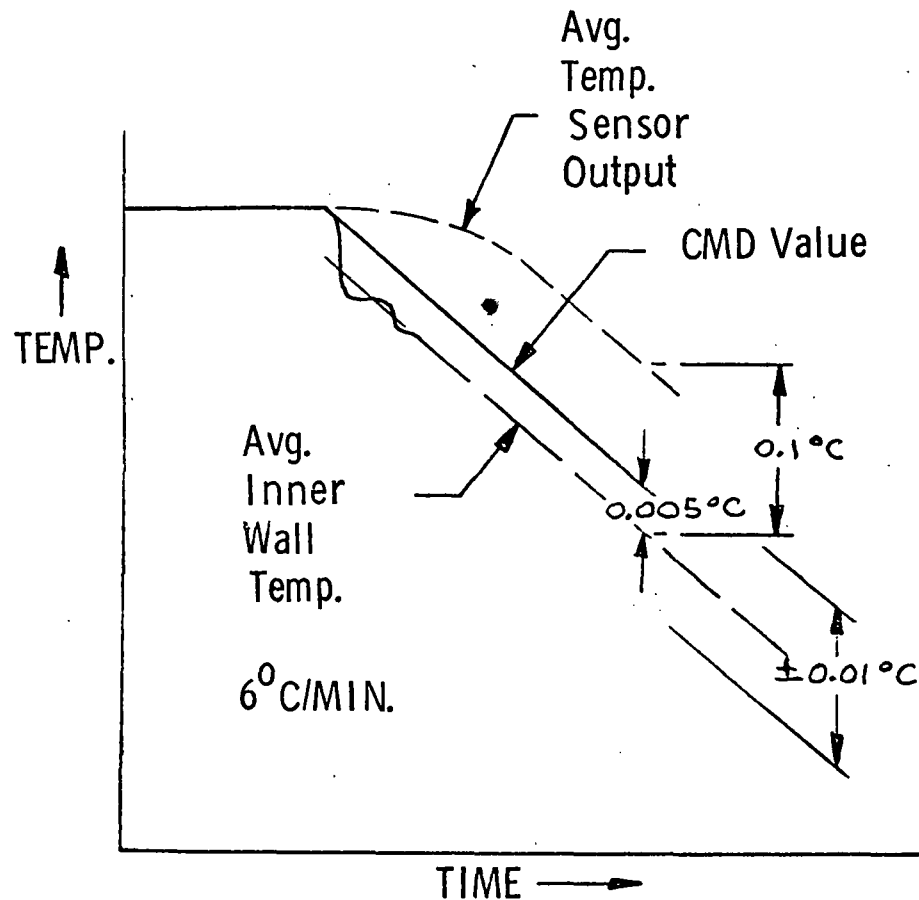 Avg.
Temp.
Sensor
Output
CMD Value
TEMP.
0.1°C
Avg.
Inner
Wall
Temp.
0.005°C
±0.01°C
6°C/MIN.
TIME